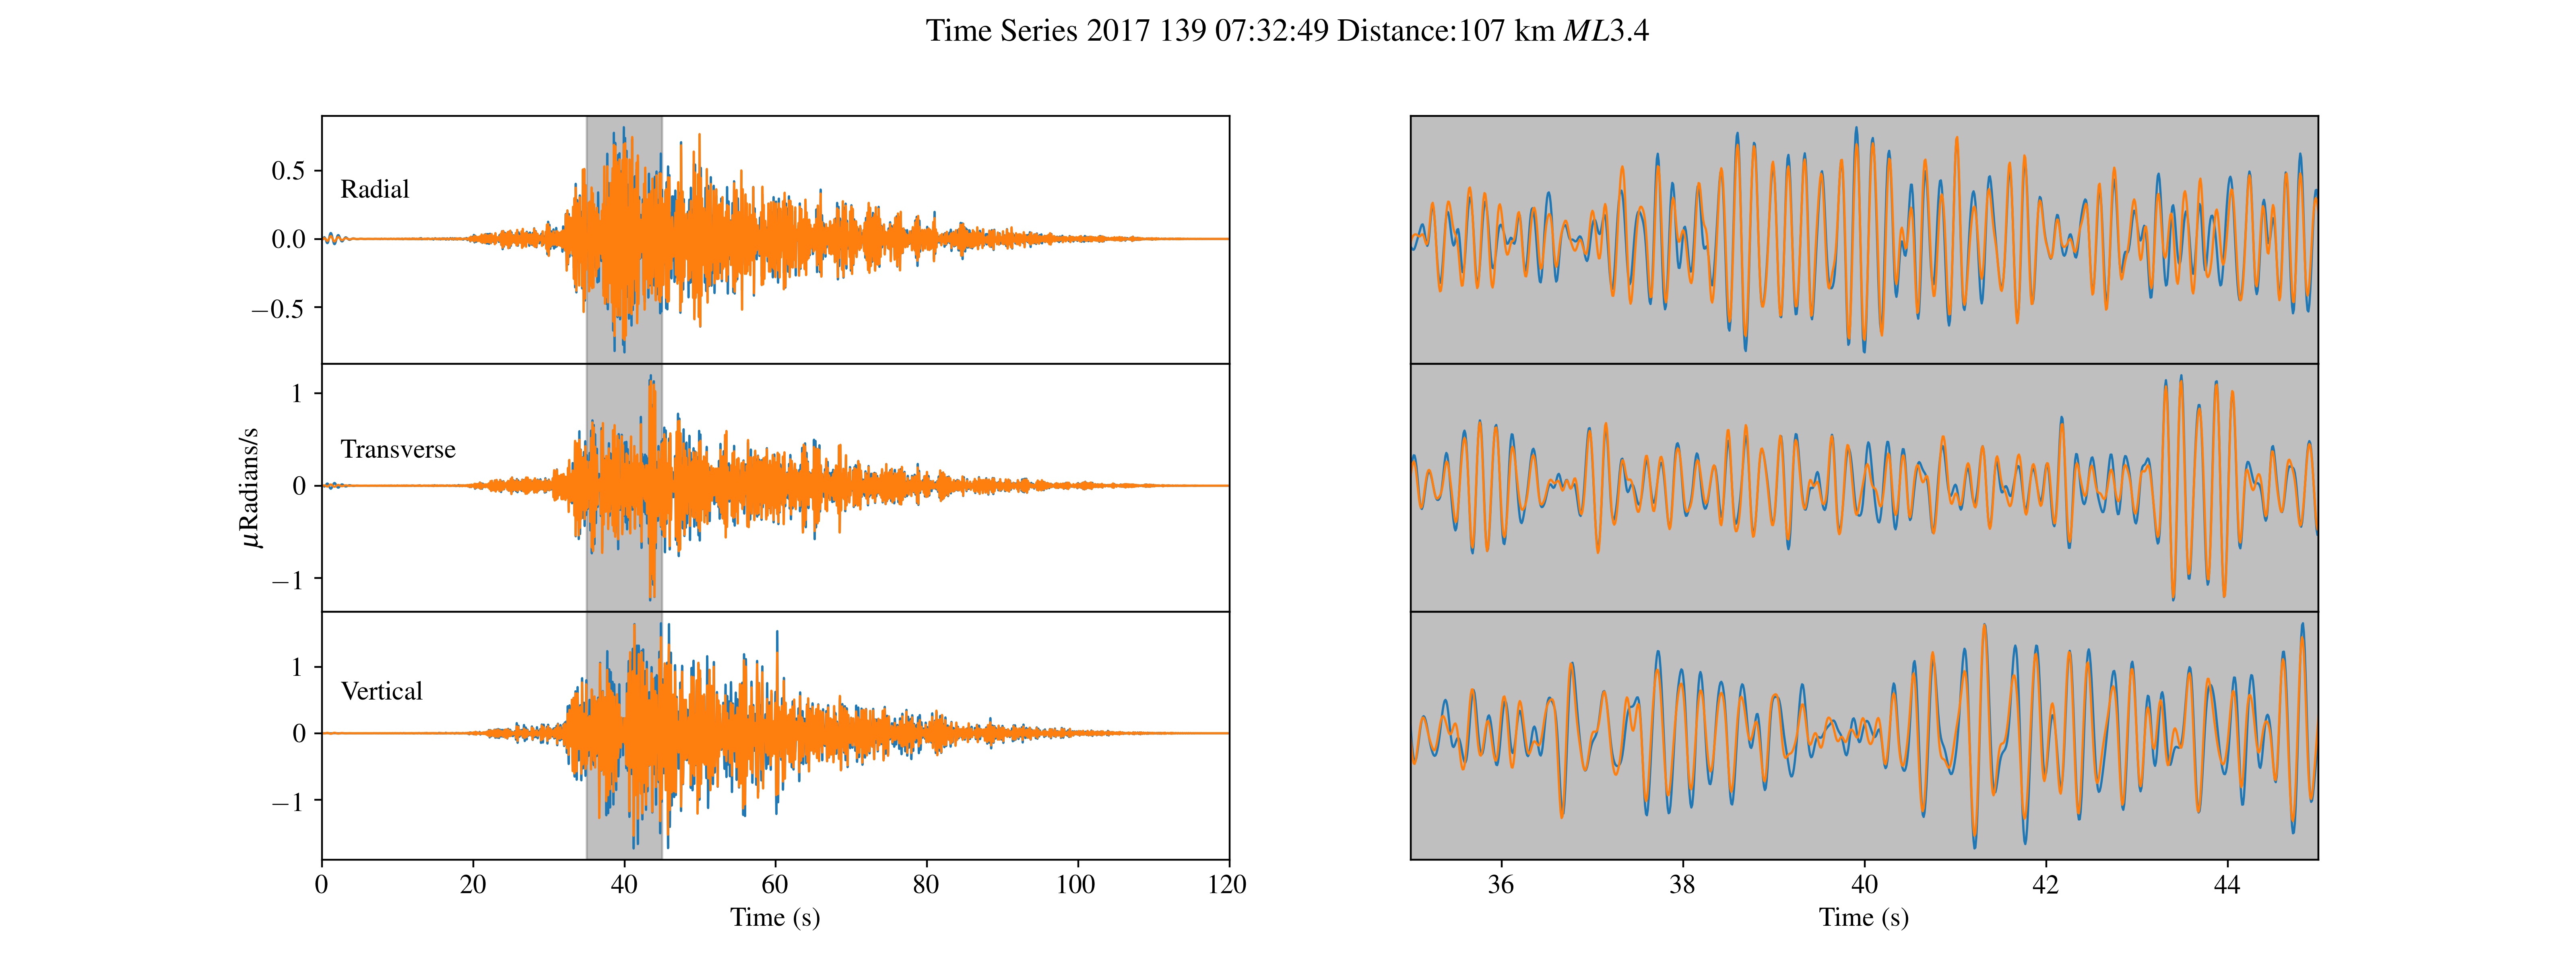 Time Series 2017 139 07:32:49 Distance:107 km ML3.4
0.5
Radial
0.0
−0.5
1
Transverse
0
−1
μRadians/s
1
Vertical
0
−1
0 20 40 60 80 100 120
Time (s)
36 38 40 42 44
Time (s)